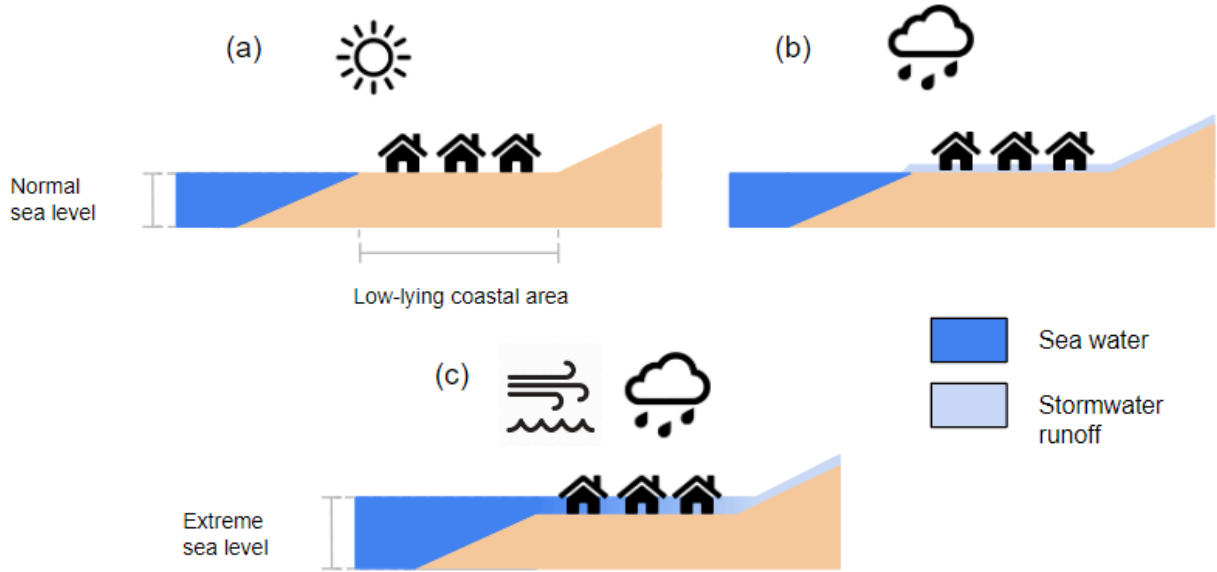 (a)
(b)
Normal
sea level
Low-lying coastal area
(c)
Sea water
Stormwater
runoff
Extreme
sea level